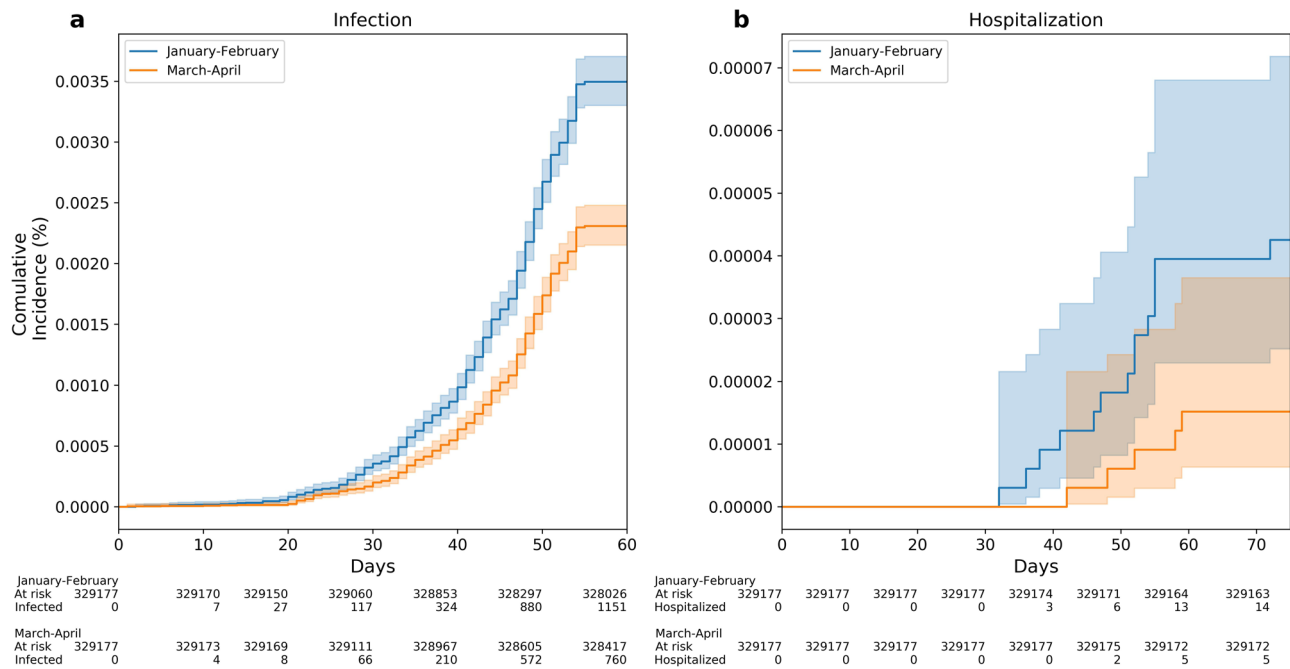 a Infection
January-February
March-April
0.0035
0.0030
0.0025
0.0020
0.0015
0.0010
0.0005
0.0000
Comulative
Incidence (%)
0 10 20 30 40 50 60
Days
January-February
At risk 329177 329170 329150 329060 328853 328297 328026
Infected 0 7 27 117 324 880 1151
March-April
At risk 329177 329173 329169 329111 328967 328605 328417
Infected 0 4 8 66 210 572 760
b Hospitalization
January-February
March-April
0.00007
0.00006
0.00005
0.00004
0.00003
0.00002
0.00001
0.00000
0 10 20 30 40 50 60 70
Days
January-February
At risk 329177 329177 329177 329177 329174 329171 329164 329163
Hospitalized 0 0 0 0 3 6 13 14
March-April
At risk 329177 329177 329177 329177 329177 329175 329172 329172
Hospitalized 0 0 0 0 0 2 5 5